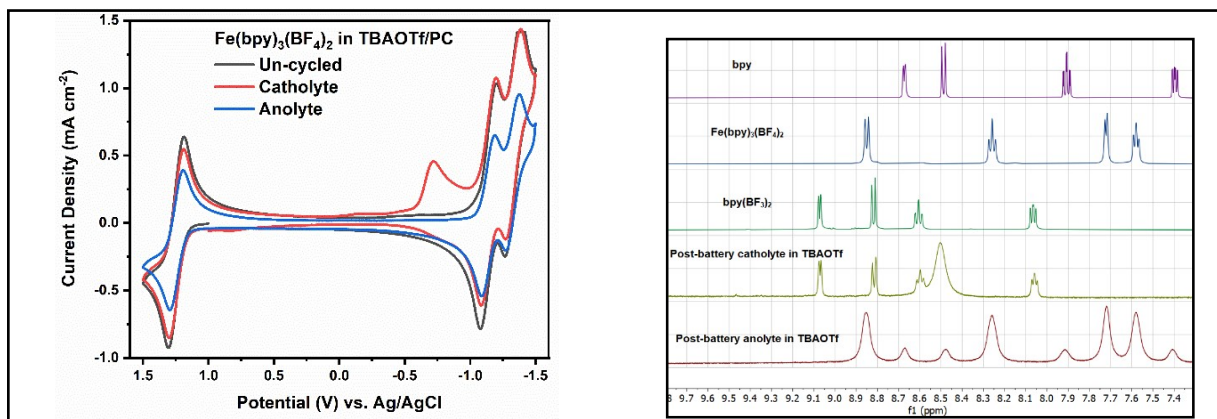 Fe(bpy)₃(BF₄)₂ in TBAOTf/PC
Un-cycled
Catholyte
Anolyte
Current Density (mA cm⁻²)
1.5
1.0
0.5
0.0
-0.5
-1.0
1.5 1.0 0.5 0.0 -0.5 -1.0 -1.5
Potential (V) vs. Ag/AgCl
bpy
Fe(bpy)₃(BF₄)₂
bpy(BF₃)₂
Post-battery catholyte in TBAOTf
Post-battery anolyte in TBAOTf
8 9.7 9.6 9.5 9.4 9.3 9.2 9.1 9.0 8.9 8.8 8.7 8.6 8.5 8.4 8.3 8.2 8.1 8.0 7.9 7.8 7.7 7.6 7.5 7.4
f1 (ppm)